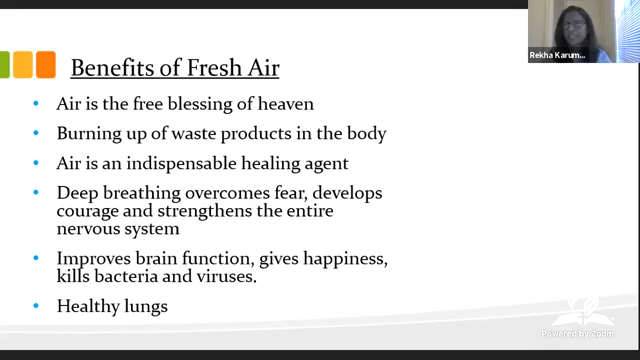 Rekha Karum...
Benefits of Fresh Air
• Air is the free blessing of heaven
• Burning up of waste products in the body
• Air is an indispensable healing agent
• Deep breathing overcomes fear, develops
courage and strengthens the entire
nervous system
• Improves brain function, gives happiness,
kills bacteria and viruses.
• Healthy lungs
Powered by Zoom